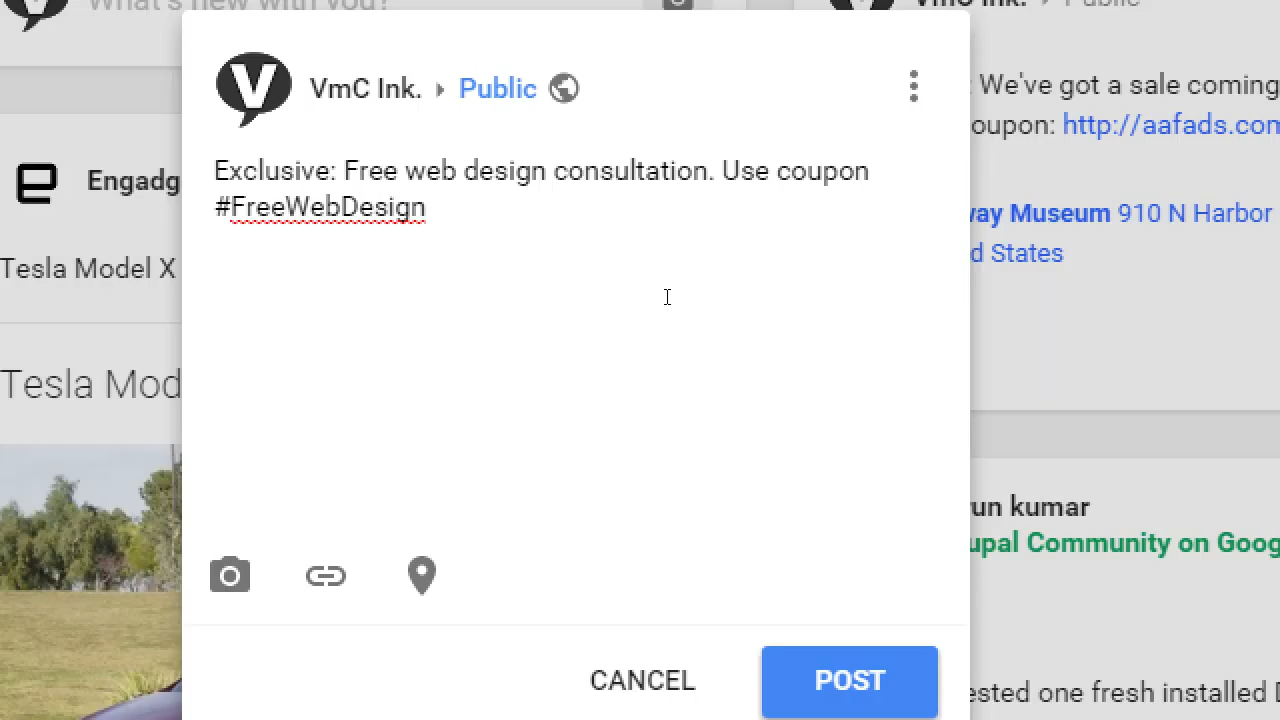 What's new with you?
VmC Ink. Public
VmC Ink. Public
: We've got a sale coming
oupon: http://aafads.com
Exclusive: Free web design consultation. Use coupon
#FreeWebDesign
Engadg
way Museum 910 N Harbor
d States
Tesla Model X
Tesla Mod
run kumar
upal Community on Goog
CANCEL
POST
ested one fresh installed D